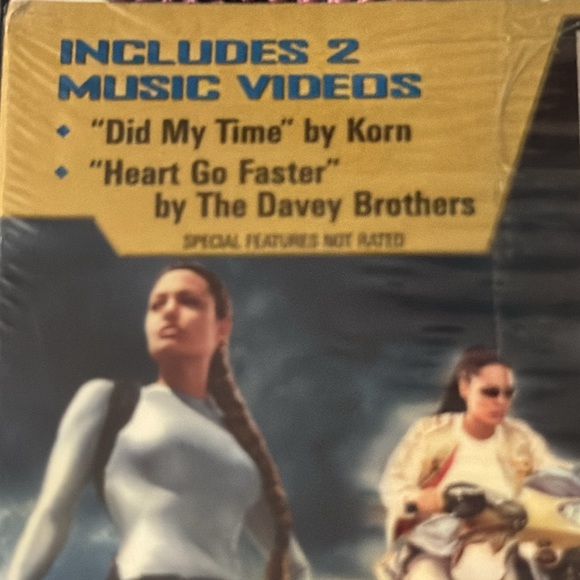 INCLUDES 2
MUSIC VIDEOS
◆ "Did My Time" by Korn
◆ "Heart Go Faster"
by The Davey Brothers
SPECIAL FEATURES NOT RATED